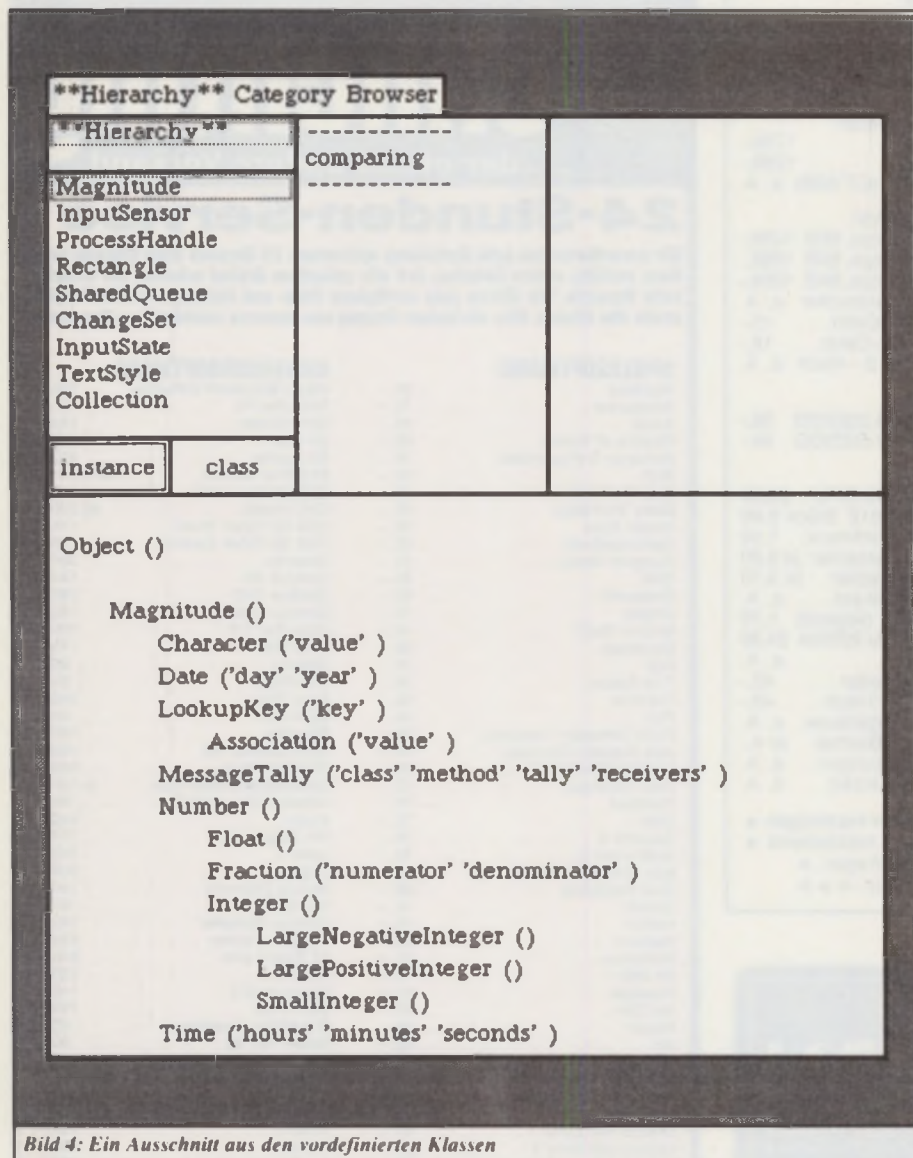 **Hierarchy** Category Browser
**Hierarchy**
Magnitude
InputSensor
ProcessHandle
Rectangle
SharedQueue
ChangeSet
InputState
TextStyle
Collection
instance
class
------------
comparing
------------
Object ()
Magnitude ()
Character ('value' )
Date ('day' 'year' )
LookupKey ('key' )
Association ('value' )
MessageTally ('class' 'method' 'tally' 'receivers' )
Number ()
Float ()
Fraction ('numerator' 'denominator' )
Integer ()
LargeNegativeInteger ()
LargePositiveInteger ()
SmallInteger ()
Time ('hours' 'minutes' 'seconds' )
Bild 4: Ein Ausschnitt aus den vordefinierten Klassen